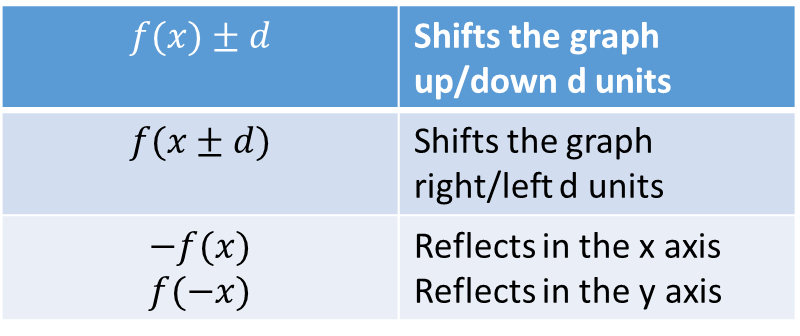 f(x) ± d
Shifts the graph
up/down d units
f(x ± d)
Shifts the graph
right/left d units
−f(x)
f(−x)
Reflects in the x axis
Reflects in the y axis